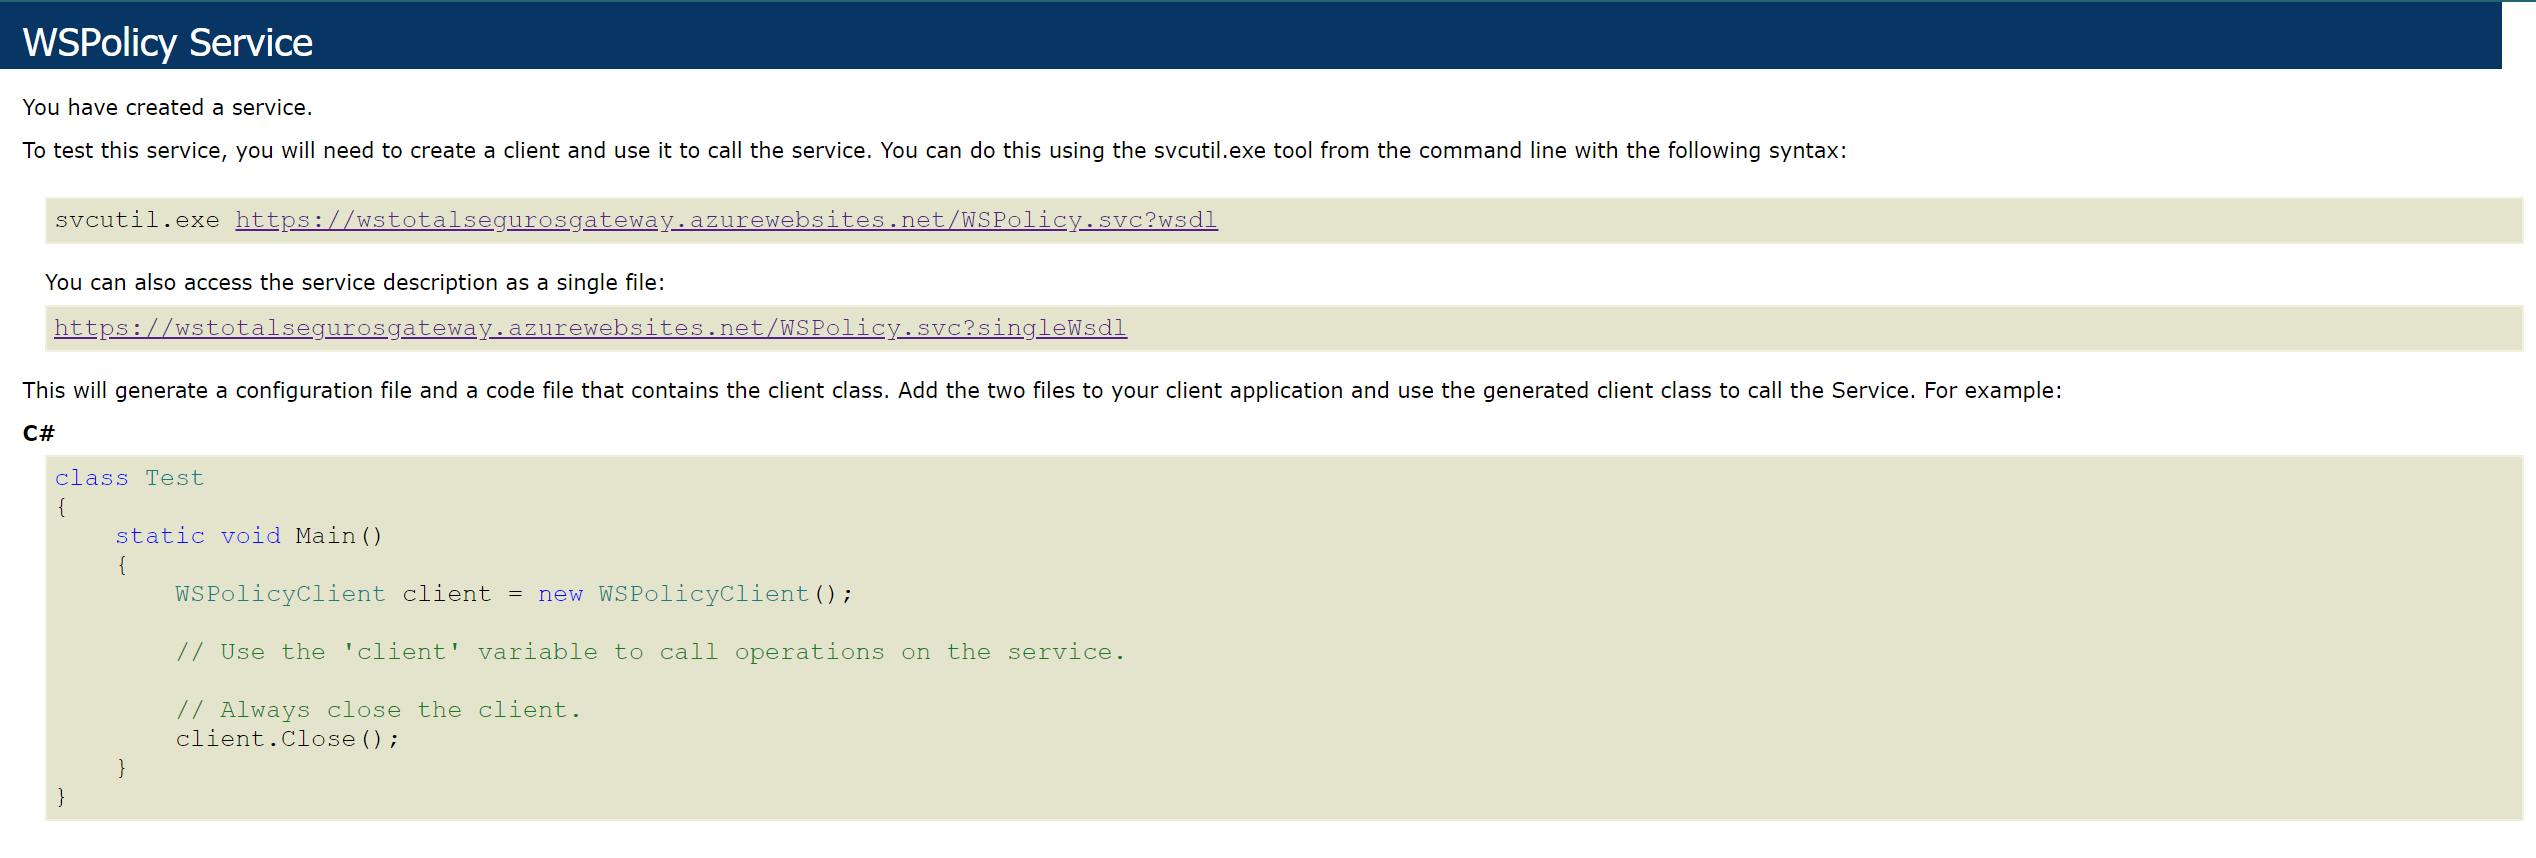 WSPolicy Service
You have created a service.
To test this service, you will need to create a client and use it to call the service. You can do this using the svcutil.exe tool from the command line with the following syntax:
svcutil.exe https://wstotalsegurosgateway.azurewebsites.net/WSPolicy.svc?wsdl
You can also access the service description as a single file:
https://wstotalsegurosgateway.azurewebsites.net/WSPolicy.svc?singleWsdl
This will generate a configuration file and a code file that contains the client class. Add the two files to your client application and use the generated client class to call the Service. For example:
C#
class Test
{
    static void Main()
    {
        WSPolicyClient client = new WSPolicyClient();
        // Use the 'client' variable to call operations on the service.
        // Always close the client.
        client.Close();
    }
}